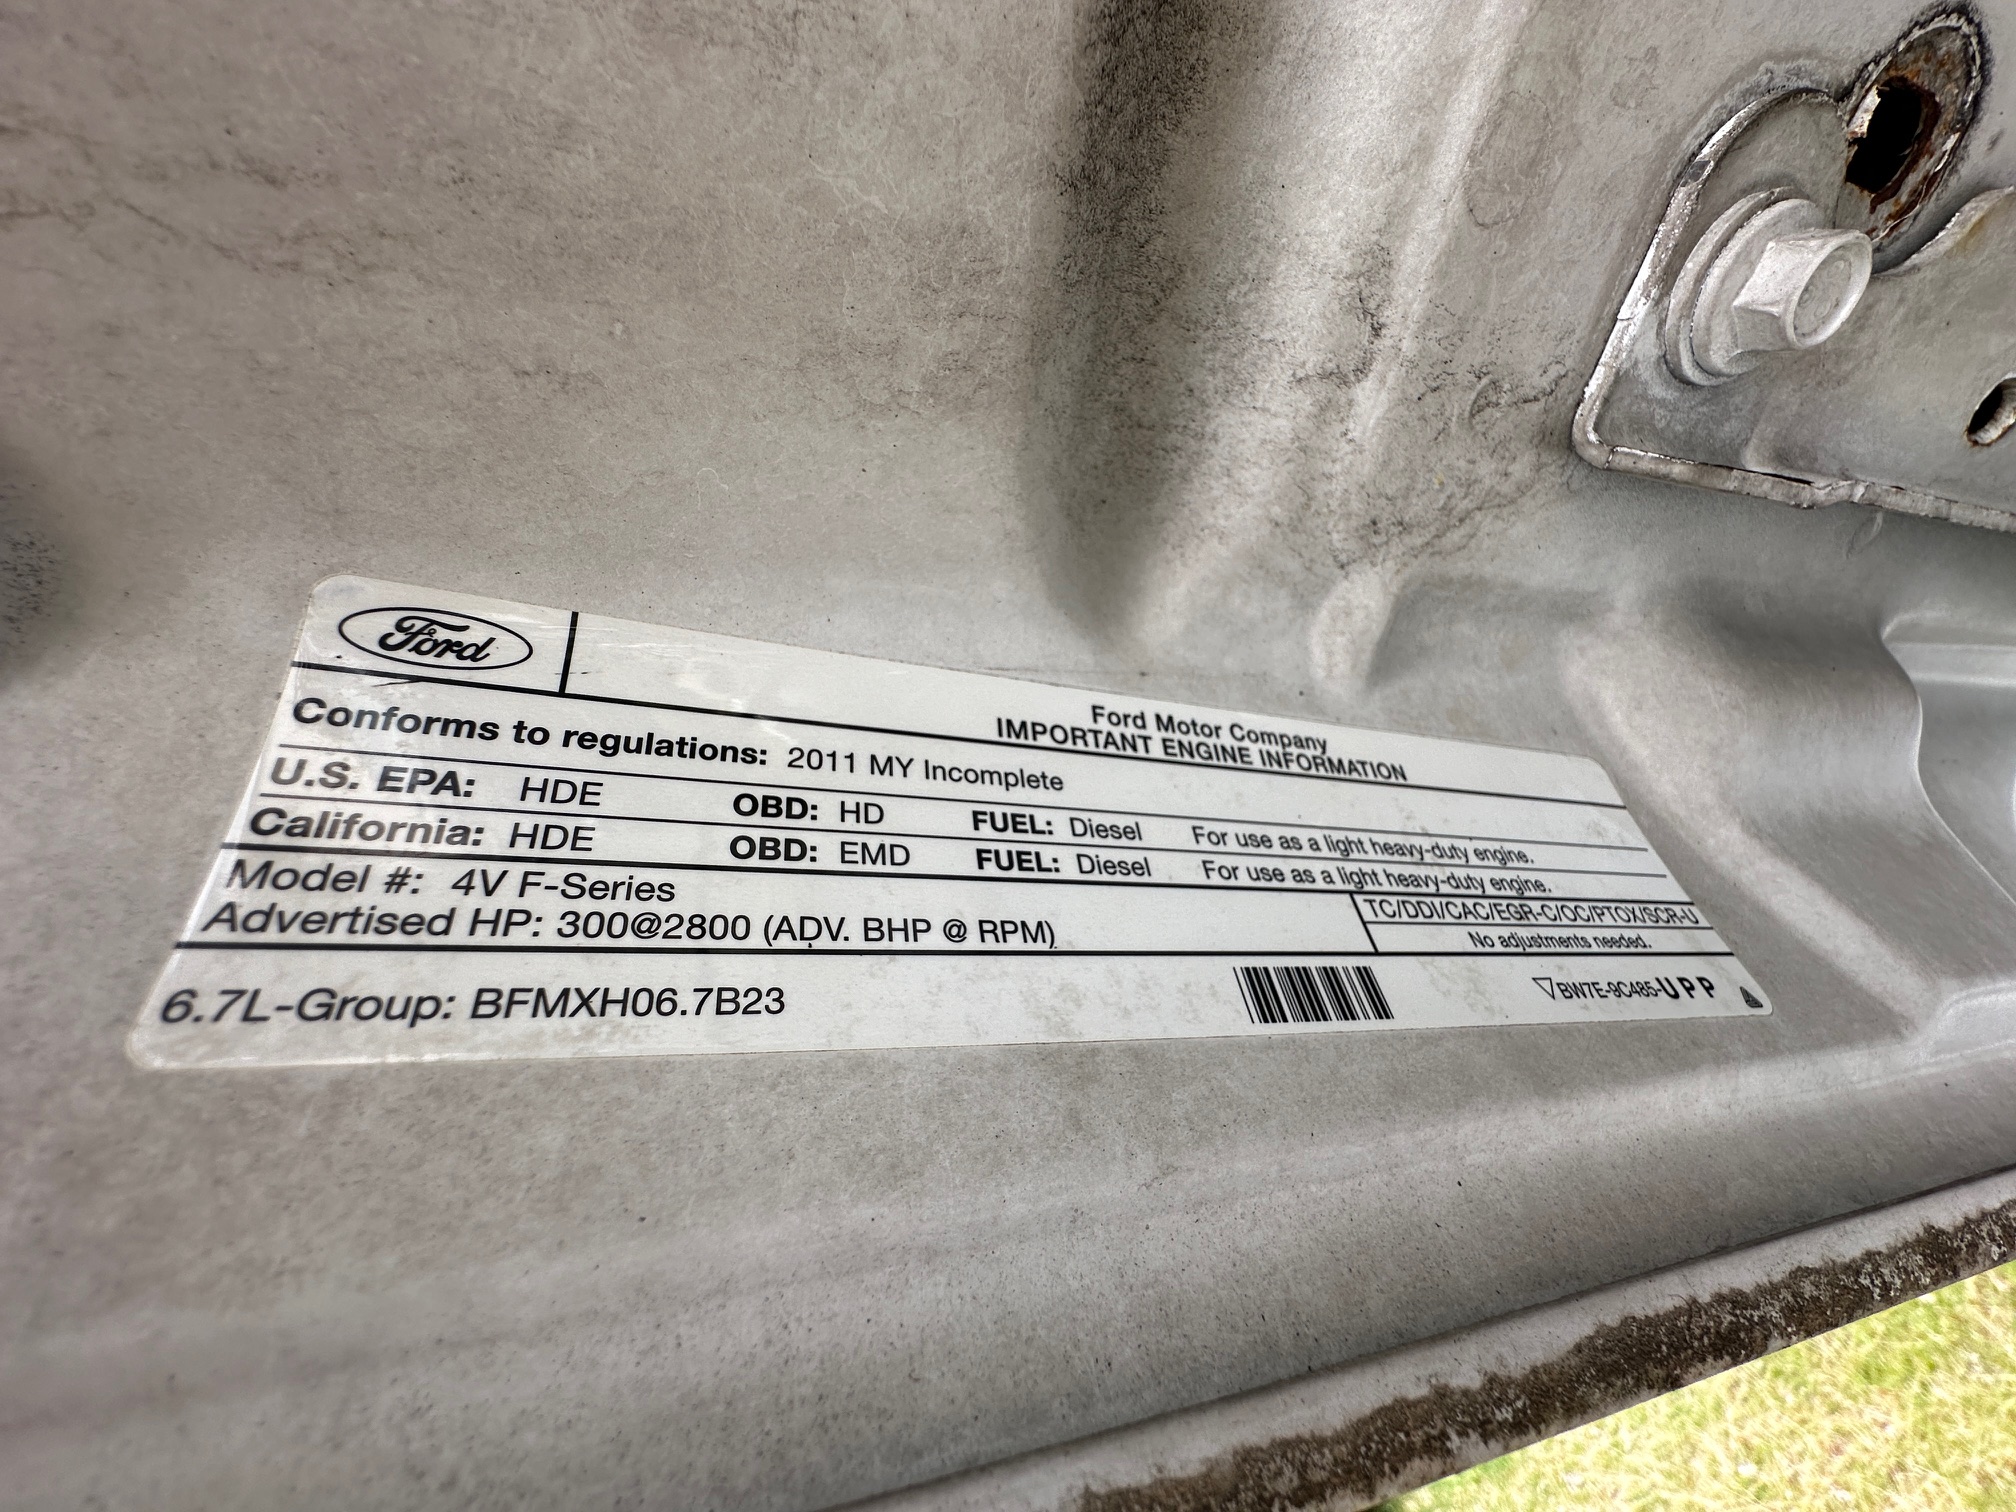 Ford
Ford Motor Company
IMPORTANT ENGINE INFORMATION
Conforms to regulations: 2011 MY Incomplete
U.S. EPA: HDE OBD: HD FUEL: Diesel For use as a light heavy-duty engine.
California: HDE OBD: EMD FUEL: Diesel For use as a light heavy-duty engine.
Model #: 4V F-Series
Advertised HP: 300@2800 (ADV. BHP @ RPM)
TC/DDI/CAC/EGR-C/OC/PTOX/SCR-U
No adjustments needed.
6.7L-Group: BFMXH06.7B23
BW7E-9C485-UPP